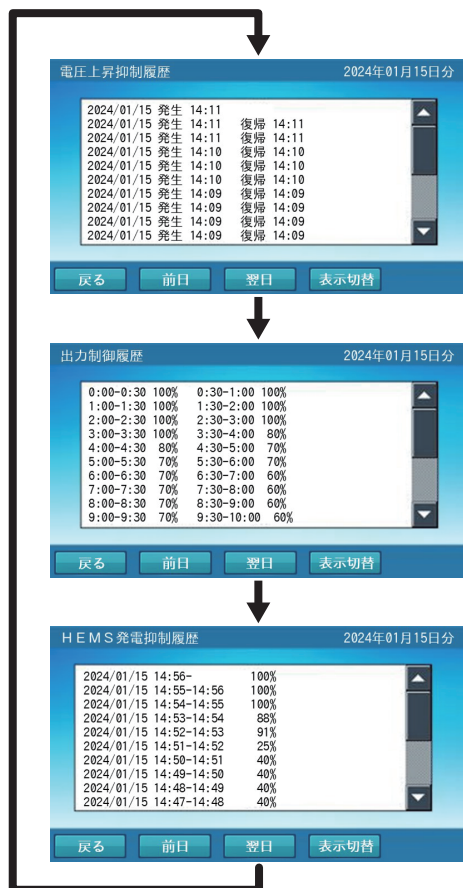 電圧上昇抑制履歴 2024年01月15日分
2024/01/15 発生 14:11
2024/01/15 発生 14:11 復帰 14:11
2024/01/15 発生 14:11 復帰 14:11
2024/01/15 発生 14:10 復帰 14:10
2024/01/15 発生 14:10 復帰 14:10
2024/01/15 発生 14:10 復帰 14:10
2024/01/15 発生 14:09 復帰 14:09
2024/01/15 発生 14:09 復帰 14:09
2024/01/15 発生 14:09 復帰 14:09
2024/01/15 発生 14:09 復帰 14:09
戻る 前日 翌日 表示切替
出力制御履歴 2024年01月15日分
0:00-0:30 100% 0:30-1:00 100%
1:00-1:30 100% 1:30-2:00 100%
2:00-2:30 100% 2:30-3:00 100%
3:00-3:30 100% 3:30-4:00 80%
4:00-4:30 80% 4:30-5:00 70%
5:00-5:30 70% 5:30-6:00 70%
6:00-6:30 70% 6:30-7:00 60%
7:00-7:30 70% 7:30-8:00 60%
8:00-8:30 70% 8:30-9:00 60%
9:00-9:30 70% 9:30-10:00 60%
戻る 前日 翌日 表示切替
HEMS発電抑制履歴 2024年01月15日分
2024/01/15 14:56- 100%
2024/01/15 14:55-14:56 100%
2024/01/15 14:54-14:55 100%
2024/01/15 14:53-14:54 88%
2024/01/15 14:52-14:53 91%
2024/01/15 14:51-14:52 25%
2024/01/15 14:50-14:51 40%
2024/01/15 14:49-14:50 40%
2024/01/15 14:48-14:49 40%
2024/01/15 14:47-14:48 40%
戻る 前日 翌日 表示切替